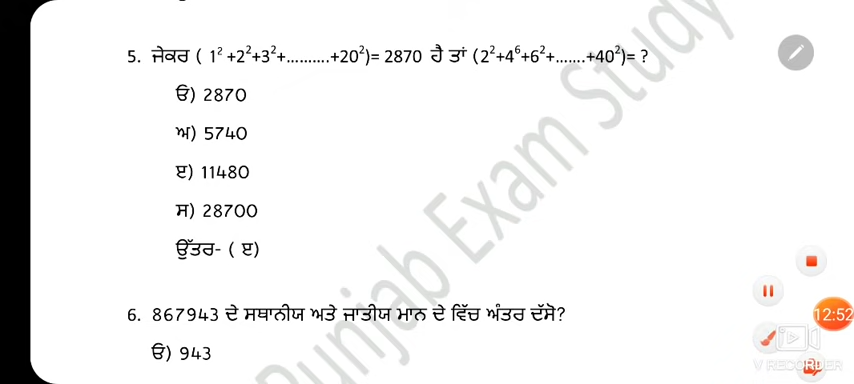 5. ਜੇਕਰ ( 1² +2²+3²+..........+20²)= 2870 ਹੈ ਤਾਂ (2²+4⁶+6²+.......+40²)= ?
ੳ) 2870
ਅ) 5740
ੲ) 11480
ਸ) 28700
ਉੱਤਰ- ( ੲ)
6. 867943 ਦੇ ਸਥਾਨੀਯ ਅਤੇ ਜਾਤੀਯ ਮਾਨ ਦੇ ਵਿੱਚ ਅੰਤਰ ਦੱਸੋ?
ੳ) 943
Punjab Exam Study
12:52
V RECORDER